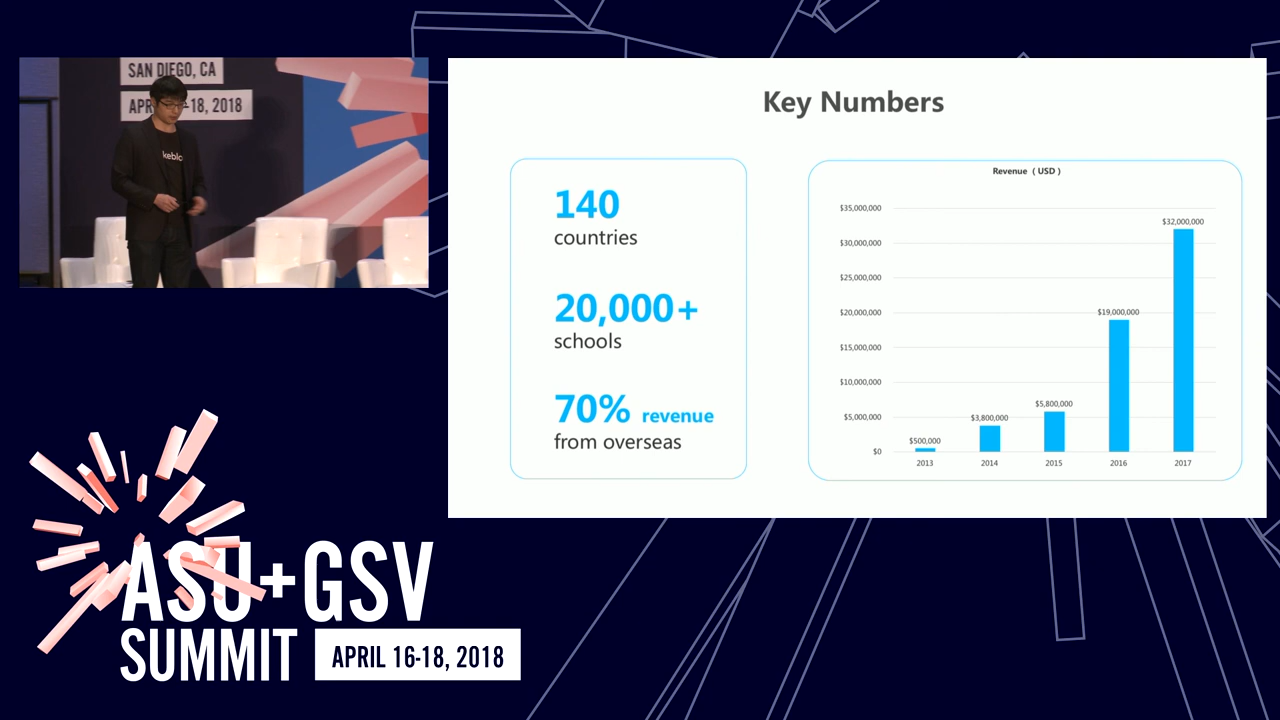 SAN DIEGO, CA
-18, 2018
keblo
Key Numbers
140
countries
20,000+
schools
70% revenue
from overseas
Revenue ( USD )
$35,000,000
$30,000,000
$25,000,000
$20,000,000
$15,000,000
$10,000,000
$5,000,000
$0
$500,000
$3,800,000
$5,800,000
$19,000,000
$32,000,000
2013
2014
2015
2016
2017
ASU+GSV
SUMMIT
APRIL 16-18, 2018